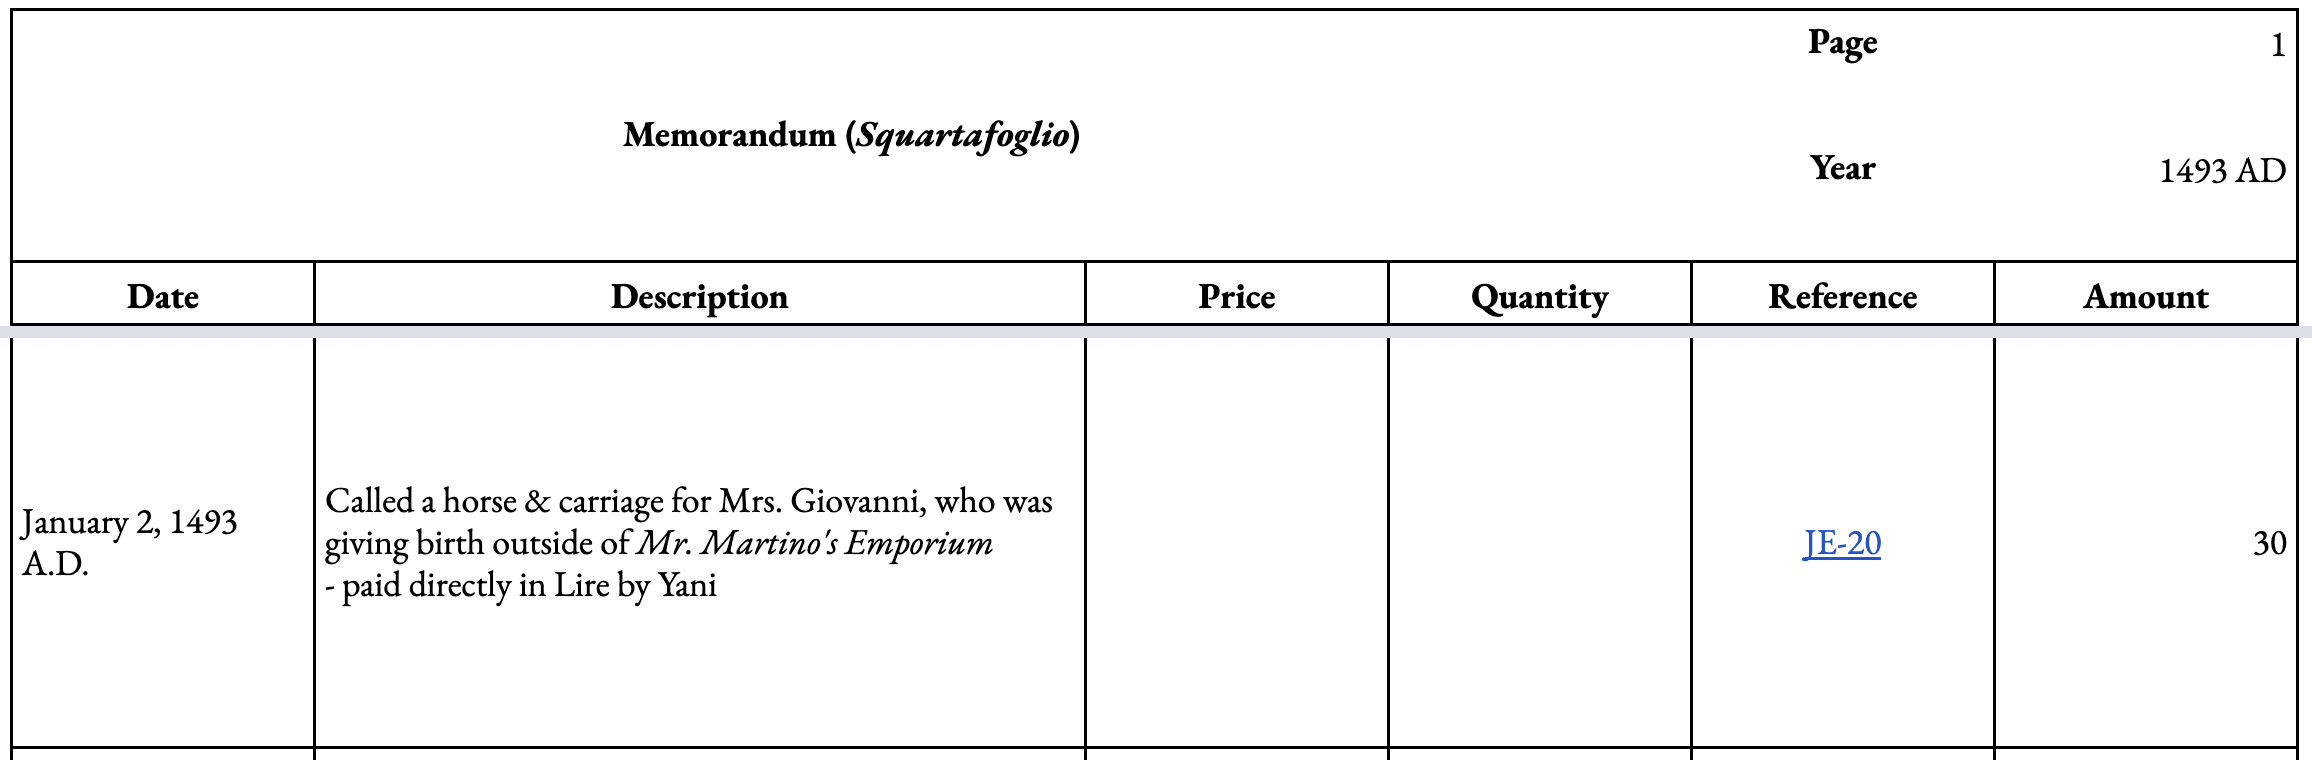 Page 1
Memorandum (Squartafoglio)
Year 1493 AD
Date Description Price Quantity Reference Amount
January 2, 1493
A.D.
Called a horse & carriage for Mrs. Giovanni, who was
giving birth outside of Mr. Martino's Emporium
- paid directly in Lire by Yani
JE-20
30